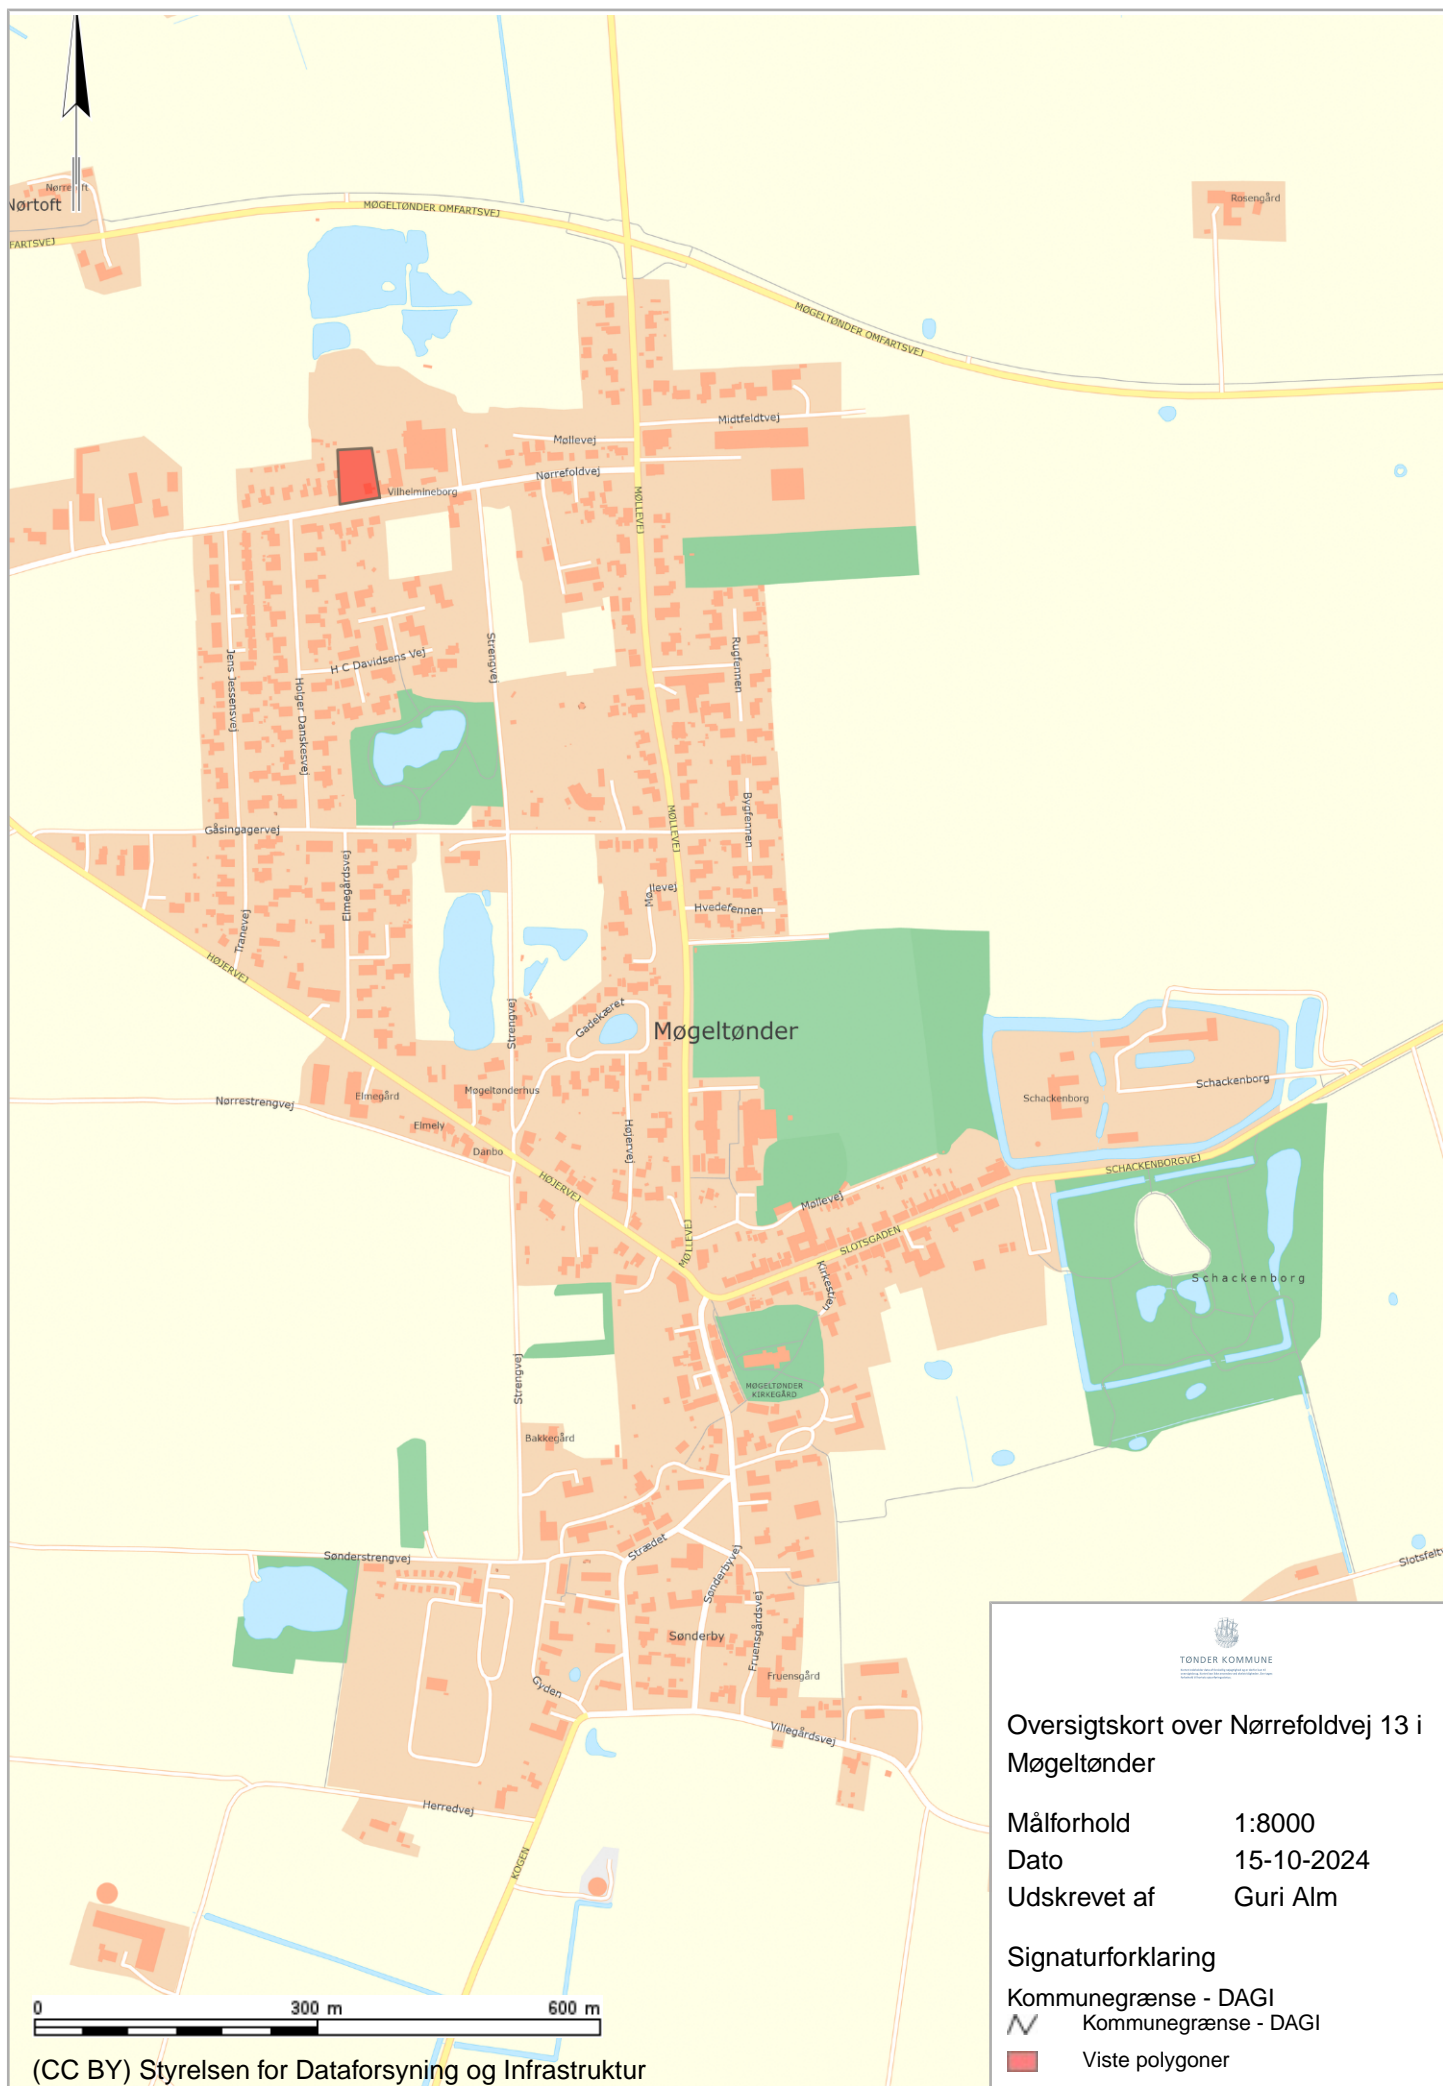 Nørretoft
Nørtoft
FARTSVEJ
MØGELTØNDER OMFARTSVEJ
Rosengård
MØGELTØNDER OMFARTSVEJ
Midtfeldtvej
Møllevej
Nørrefoldvej
Vilhelmineborg
MØLLEVEJ
Strengvej
Rugfennen
H C Davidsens Vej
Jens Jessensvej
Holger Danskesvej
Bygfennen
MØLLEVEJ
Gåsingagervej
Elmegårdsvej
Møllevej
Hvedefennen
Tranevej
HØJERVEJ
Strengvej
Gadekæret
Møgeltønder
Schackenborg
Møgeltønderhus
Elmegård
Schackenborg
Nørrestrengvej
Elmely
Højervej
Danbo
SCHACKENBORGVEJ
HØJERVEJ
Møllevej
MØLLEVEJ
SLOTSGADEN
Kirkestien
Schackenborg
Strengvej
MØGELTØNDER
KIRKEGÅRD
Bakkegård
Strædet
Sønderstrengvej
Slotsfeltv
Sønderbyvej
Fruensgårdsvej
Sønderby
Fruensgård
Gyden
Villegårdsvej
Herredvej
KOGEN
TØNDER KOMMUNE
Oversigtskort over Nørrefoldvej 13 i
Møgeltønder
Målforhold 1:8000
Dato 15-10-2024
Udskrevet af Guri Alm
Signaturforklaring
Kommunegrænse - DAGI
Kommunegrænse - DAGI
Viste polygoner
0 300 m 600 m
(CC BY) Styrelsen for Dataforsyning og Infrastruktur